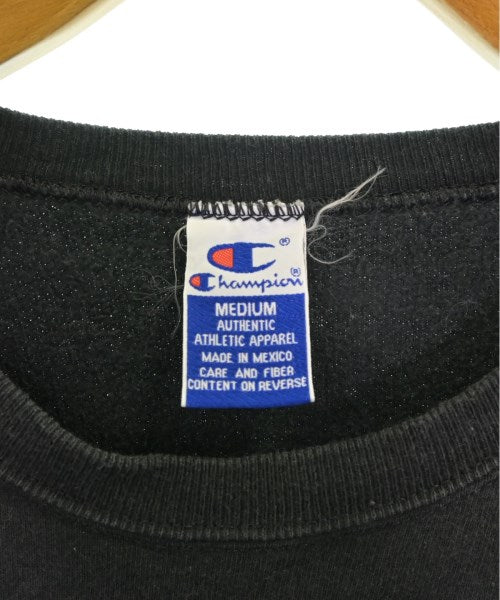 ®
Champion®
MEDIUM
AUTHENTIC
ATHLETIC APPAREL
MADE IN MEXICO
CARE AND FIBER
CONTENT ON REVERSE